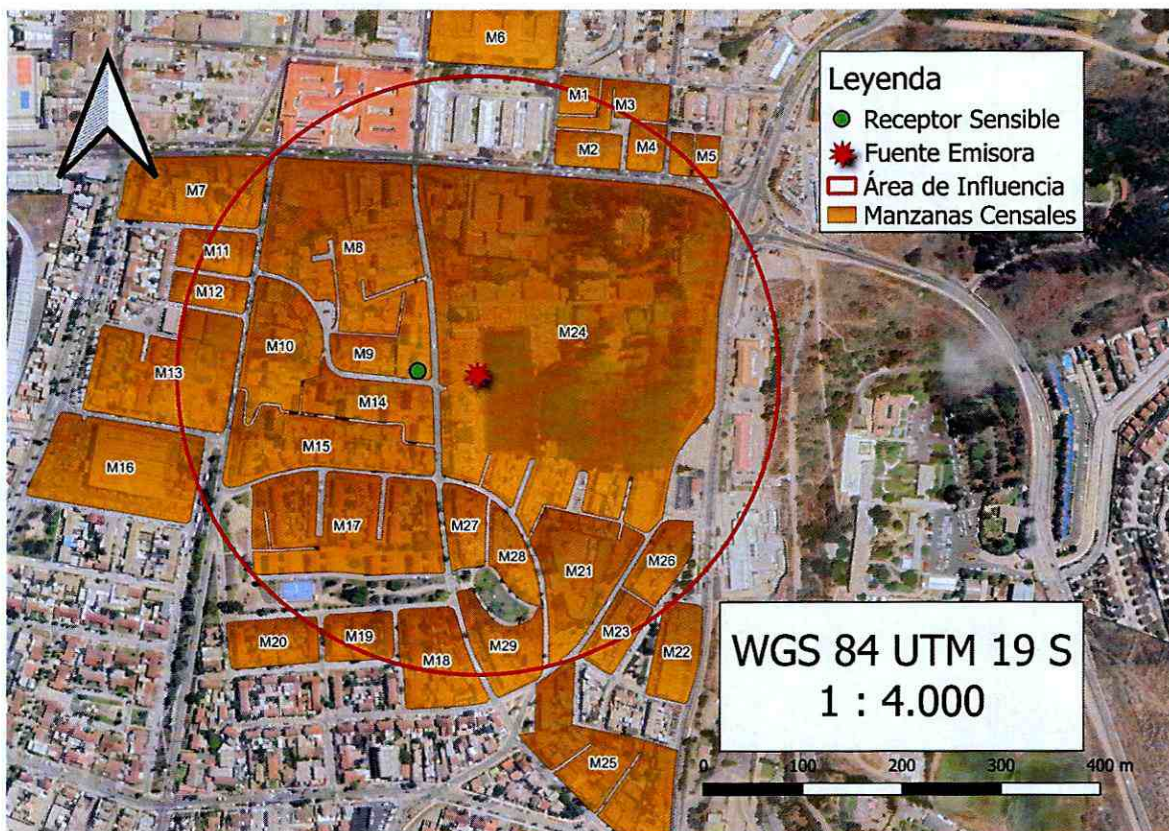 M6
Leyenda
Receptor Sensible
Fuente Emisora
Área de Influencia
Manzanas Censales
M1
M3
M2
M4
M5
M7
M8
M11
M12
M24
M10
M9
M13
M14
M15
M16
M17
M27
M28
M21
M26
M20
M19
M18
M29
M23
M22
M25
WGS 84 UTM 19 S
1 : 4.000
0 100 200 300 400 m